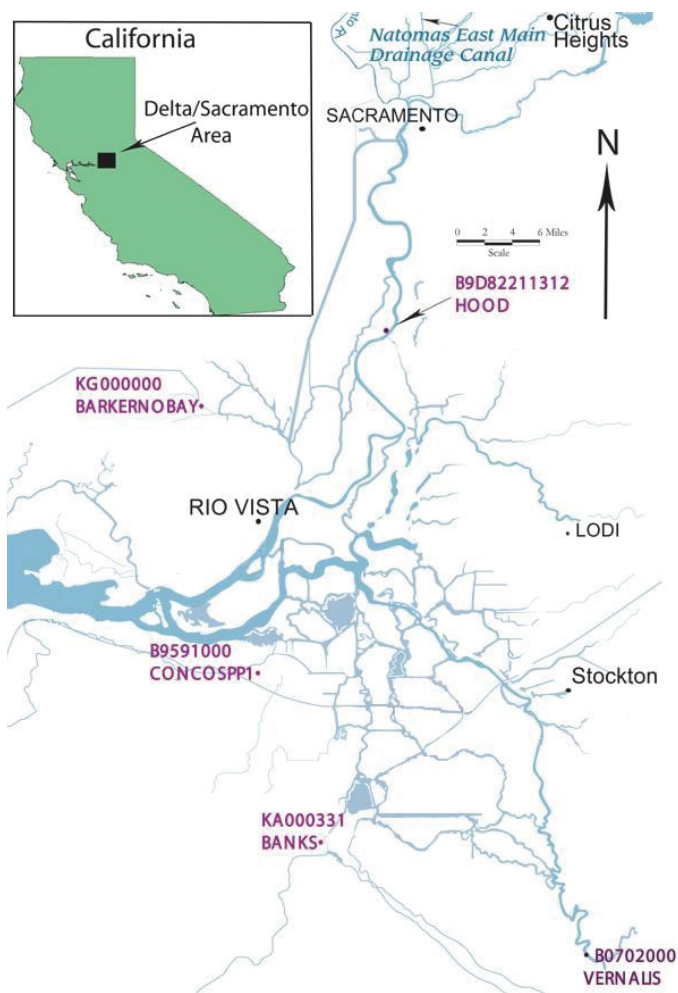 California
Delta/Sacramento
Area
Natomas East Main
Drainage Canal
Citrus
Heights
SACRAMENTO
N
0 2 4 6 Miles
Scale
B9D82211312
HOOD
KG000000
BARKERNOBAY
RIO VISTA
LODI
B9591000
CONCOSPP1
Stockton
KA000331
BANKS
B0702000
VERNALIS